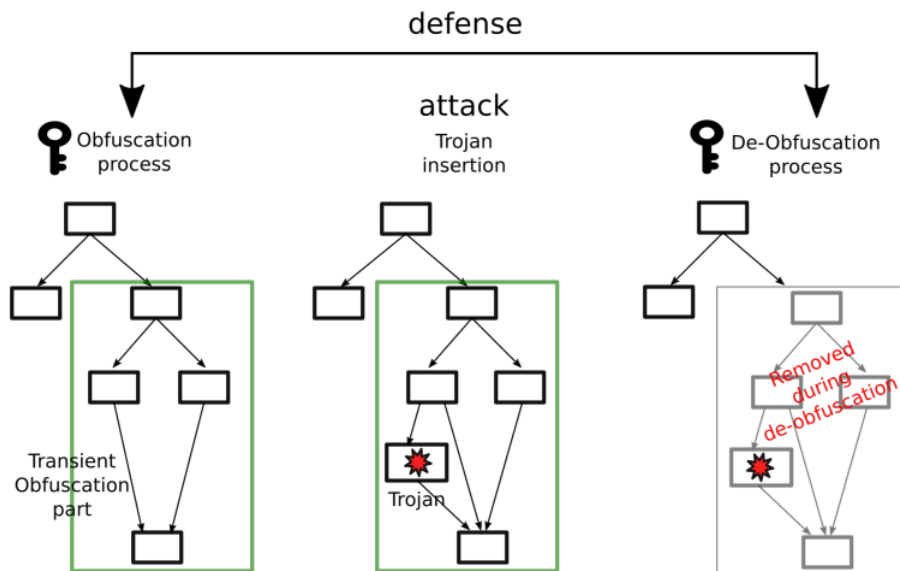 defense
attack
Obfuscation
process
Trojan
insertion
De-Obfuscation
process
Transient
Obfuscation
part
Trojan
Removed
during
de-obfuscation